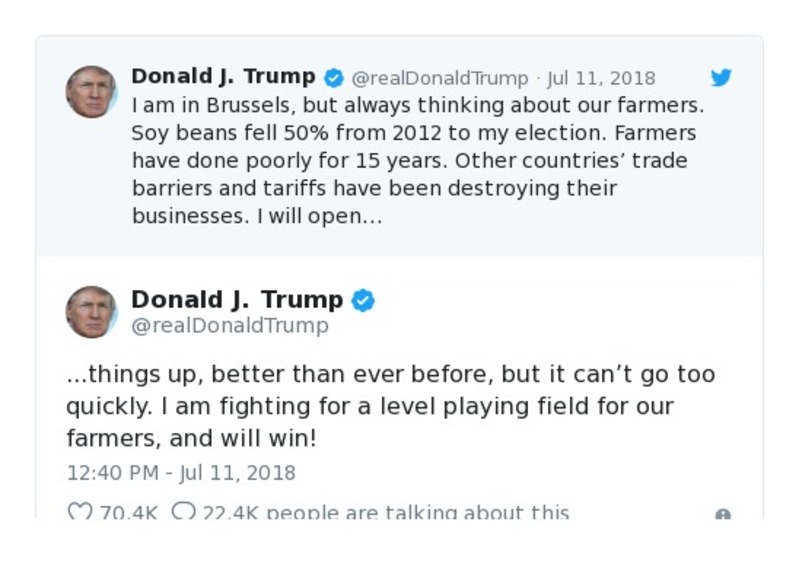 Donald J. Trump @realDonaldTrump · Jul 11, 2018
I am in Brussels, but always thinking about our farmers.
Soy beans fell 50% from 2012 to my election. Farmers
have done poorly for 15 years. Other countries’ trade
barriers and tariffs have been destroying their
businesses. I will open…
Donald J. Trump
@realDonaldTrump
...things up, better than ever before, but it can’t go too
quickly. I am fighting for a level playing field for our
farmers, and will win!
12:40 PM - Jul 11, 2018
70.4K 22.4K people are talking about this